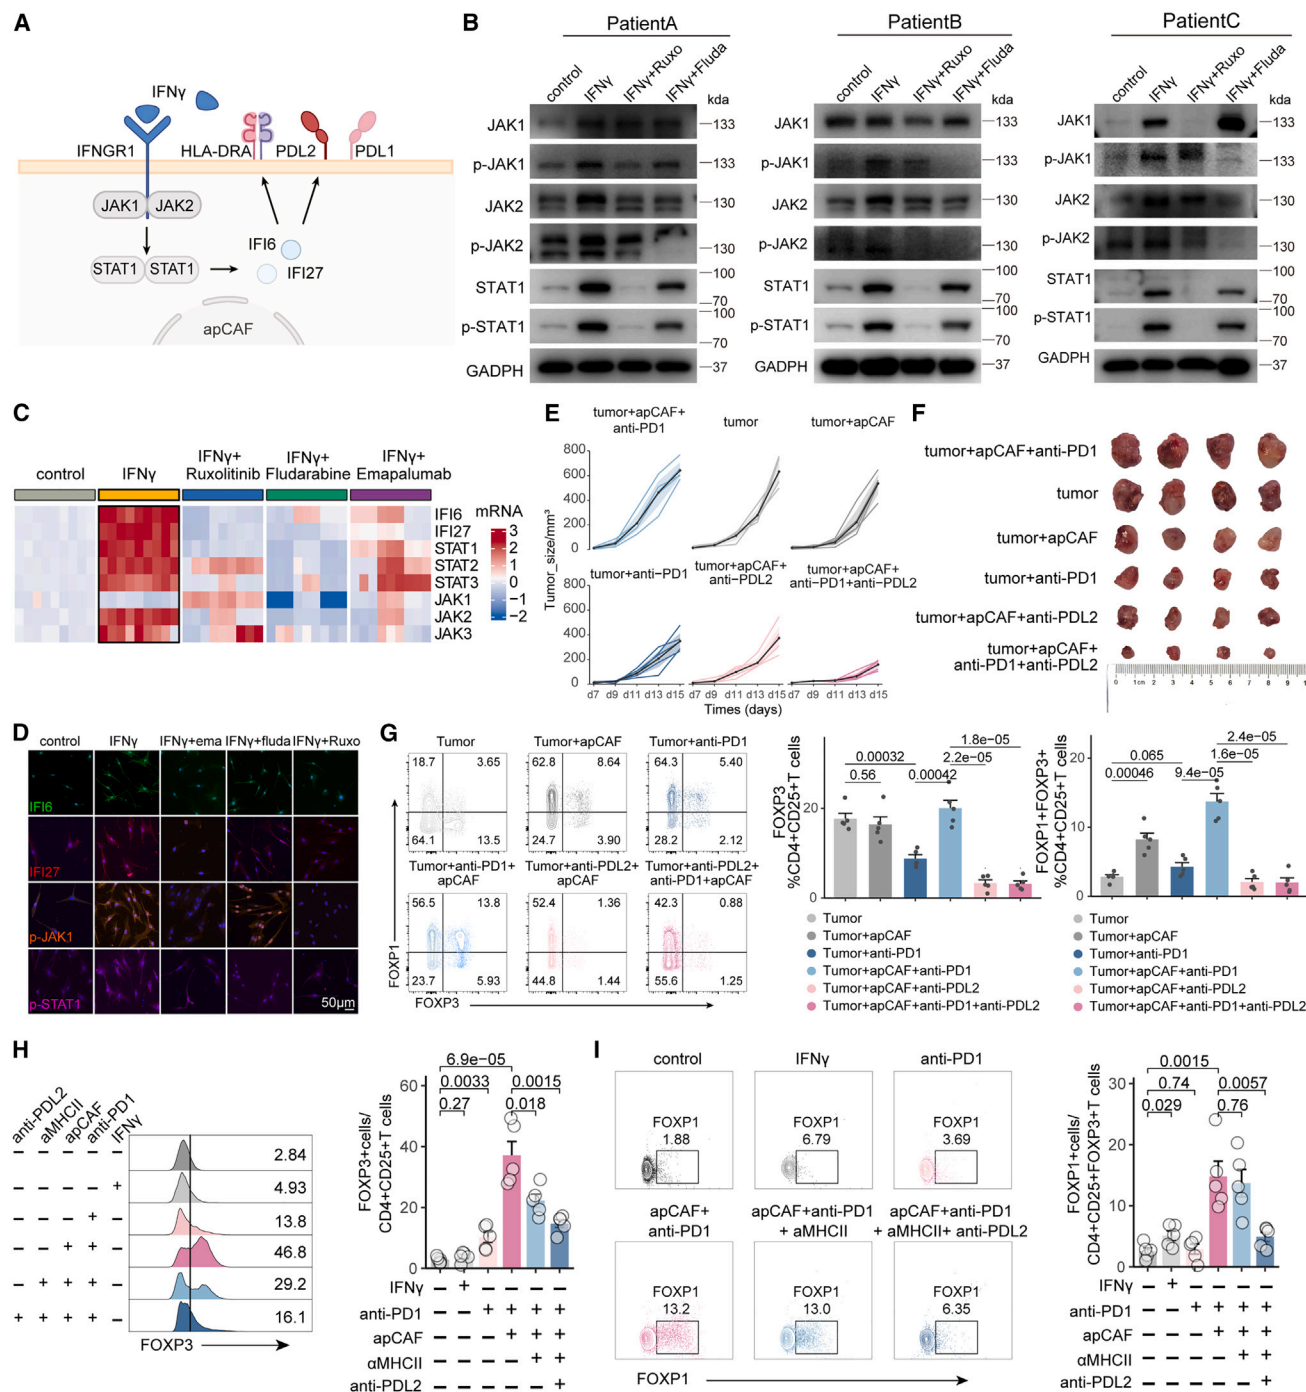 A
IFNγ
IFNGR1
HLA-DRA
PDL2
PDL1
JAK1
JAK2
IFI6
IFI27
STAT1
STAT1
apCAF
B
PatientA
PatientB
PatientC
control
IFNγ
IFNγ+Ruxo
IFNγ+Fluda
control
IFNγ
IFNγ+Ruxo
IFNγ+Fluda
control
IFNγ
IFNγ+Ruxo
IFNγ+Fluda
kda
kda
kda
JAK1
133
JAK1
133
JAK1
133
p-JAK1
133
p-JAK1
133
p-JAK1
133
JAK2
130
JAK2
130
JAK2
130
p-JAK2
130
p-JAK2
130
p-JAK2
130
STAT1
100
70
STAT1
100
70
STAT1
100
70
p-STAT1
100
70
p-STAT1
100
70
p-STAT1
100
70
GADPH
37
GADPH
37
GADPH
37
C
control
IFNγ
IFNγ+
Ruxolitinib
IFNγ+
Fludarabine
IFNγ+
Emapalumab
IFI6
IFI27
STAT1
STAT2
STAT3
JAK1
JAK2
JAK3
mRNA
3
2
1
0
−1
−2
D
control
IFNγ
IFNγ+ema
IFNγ+fluda
IFNγ+Ruxo
IFI6
IFI27
p-JAK1
p-STAT1
50μm
E
tumor+apCAF+
anti-PD1
tumor
tumor+apCAF
800
600
400
200
0
Tumor_size/mm³
tumor+anti-PD1
tumor+apCAF+
anti-PDL2
tumor+apCAF+
anti-PD1+anti-PDL2
800
600
400
200
0
d7 d9 d11 d13 d15
d7 d9 d11 d13 d15
d7 d9 d11 d13 d15
Times (days)
F
tumor+apCAF+anti-PD1
tumor
tumor+apCAF
tumor+anti-PD1
tumor+apCAF+anti-PDL2
tumor+apCAF+
anti-PD1+anti-PDL2
0 1cm 2 3 4 5 6 7 8 9 1
G
Tumor
18.7
3.65
64.1
13.5
Tumor+apCAF
62.8
8.64
24.7
3.90
Tumor+anti-PD1
64.3
5.40
28.2
2.12
Tumor+anti-PD1+
apCAF
56.5
13.8
23.7
5.93
Tumor+anti-PDL2+
apCAF
52.4
1.36
44.8
1.44
Tumor+anti-PDL2+
anti-PD1+apCAF
42.3
0.88
55.6
1.25
FOXP1
FOXP3
FOXP3
%CD4+CD25+T cells
20
10
0
1.8e-05
0.00032
2.2e-05
0.56
0.00042
Tumor
Tumor+apCAF
Tumor+anti-PD1
Tumor+apCAF+anti-PD1
Tumor+apCAF+anti-PDL2
Tumor+apCAF+anti-PD1+anti-PDL2
FOXP1+FOXP3+
%CD4+CD25+T cells
20
10
0
2.4e-05
0.065
1.6e-05
0.00046
9.4e-05
Tumor
Tumor+apCAF
Tumor+anti-PD1
Tumor+apCAF+anti-PD1
Tumor+apCAF+anti-PDL2
Tumor+apCAF+anti-PD1+anti-PDL2
H
anti-PDL2
aMHCII
apCAF
anti-PD1
IFNγ
− − − − −
2.84
− − − − +
4.93
− − − + −
13.8
− − + + −
46.8
− + + + −
29.2
+ + + + −
16.1
FOXP3
FOXP3+cells/
CD4+CD25+T cells
60
40
20
0
6.9e−05
0.0033
0.0015
0.27
0.018
IFNγ − + − − − −
anti-PD1 − − + + + +
apCAF − − − + + +
αMHCII − − − − + +
anti-PDL2 − − − − − +
I
control
FOXP1
1.88
IFNγ
FOXP1
6.79
anti-PD1
FOXP1
3.69
apCAF+
anti-PD1
FOXP1
13.2
apCAF+anti-PD1
+ aMHCII
FOXP1
13.0
apCAF+anti-PD1
+ aMHCII+ anti-PDL2
FOXP1
6.35
FOXP1
FOXP1+cells/
CD4+CD25+FOXP3+T cells
30
20
10
0
0.0015
0.74
0.0057
0.029
0.76
IFNγ − + − − − −
anti-PD1 − − + + + +
apCAF − − − + + +
αMHCII − − − − + +
anti-PDL2 − − − − − +